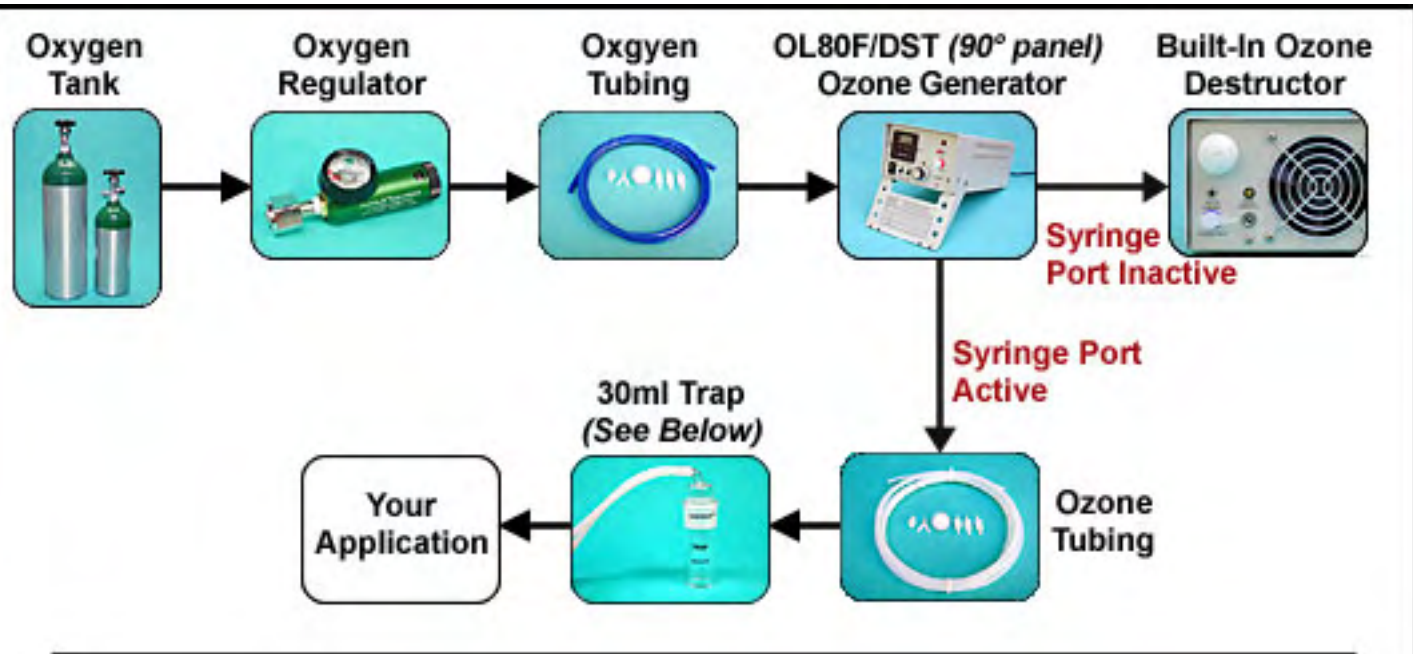 Oxygen
Tank
Oxygen
Regulator
Oxgyen
Tubing
OL80F/DST (90° panel)
Ozone Generator
Built-In Ozone
Destructor
Syringe
Port Inactive
Syringe Port
Active
30ml Trap
(See Below)
Your
Application
Ozone
Tubing